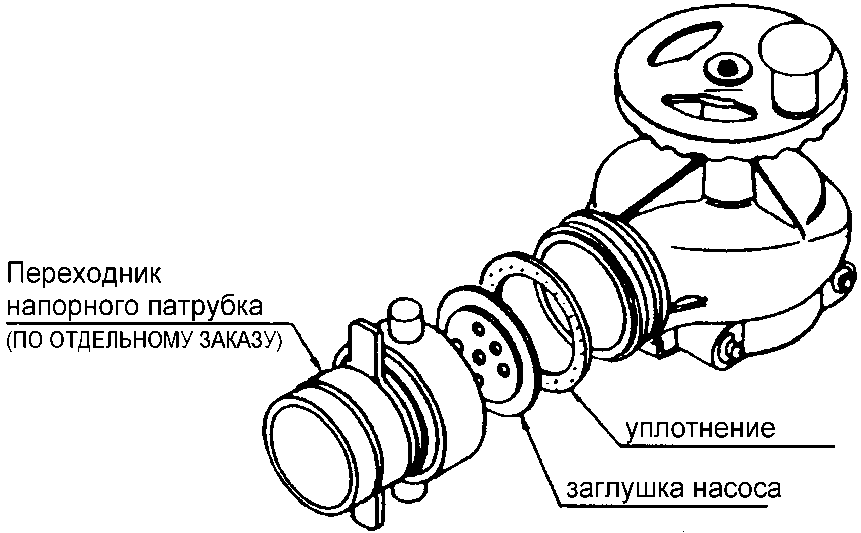 Переходник
напорного патрубка
(ПО ОТДЕЛЬНОМУ ЗАКАЗУ)
уплотнение
заглушка насоса